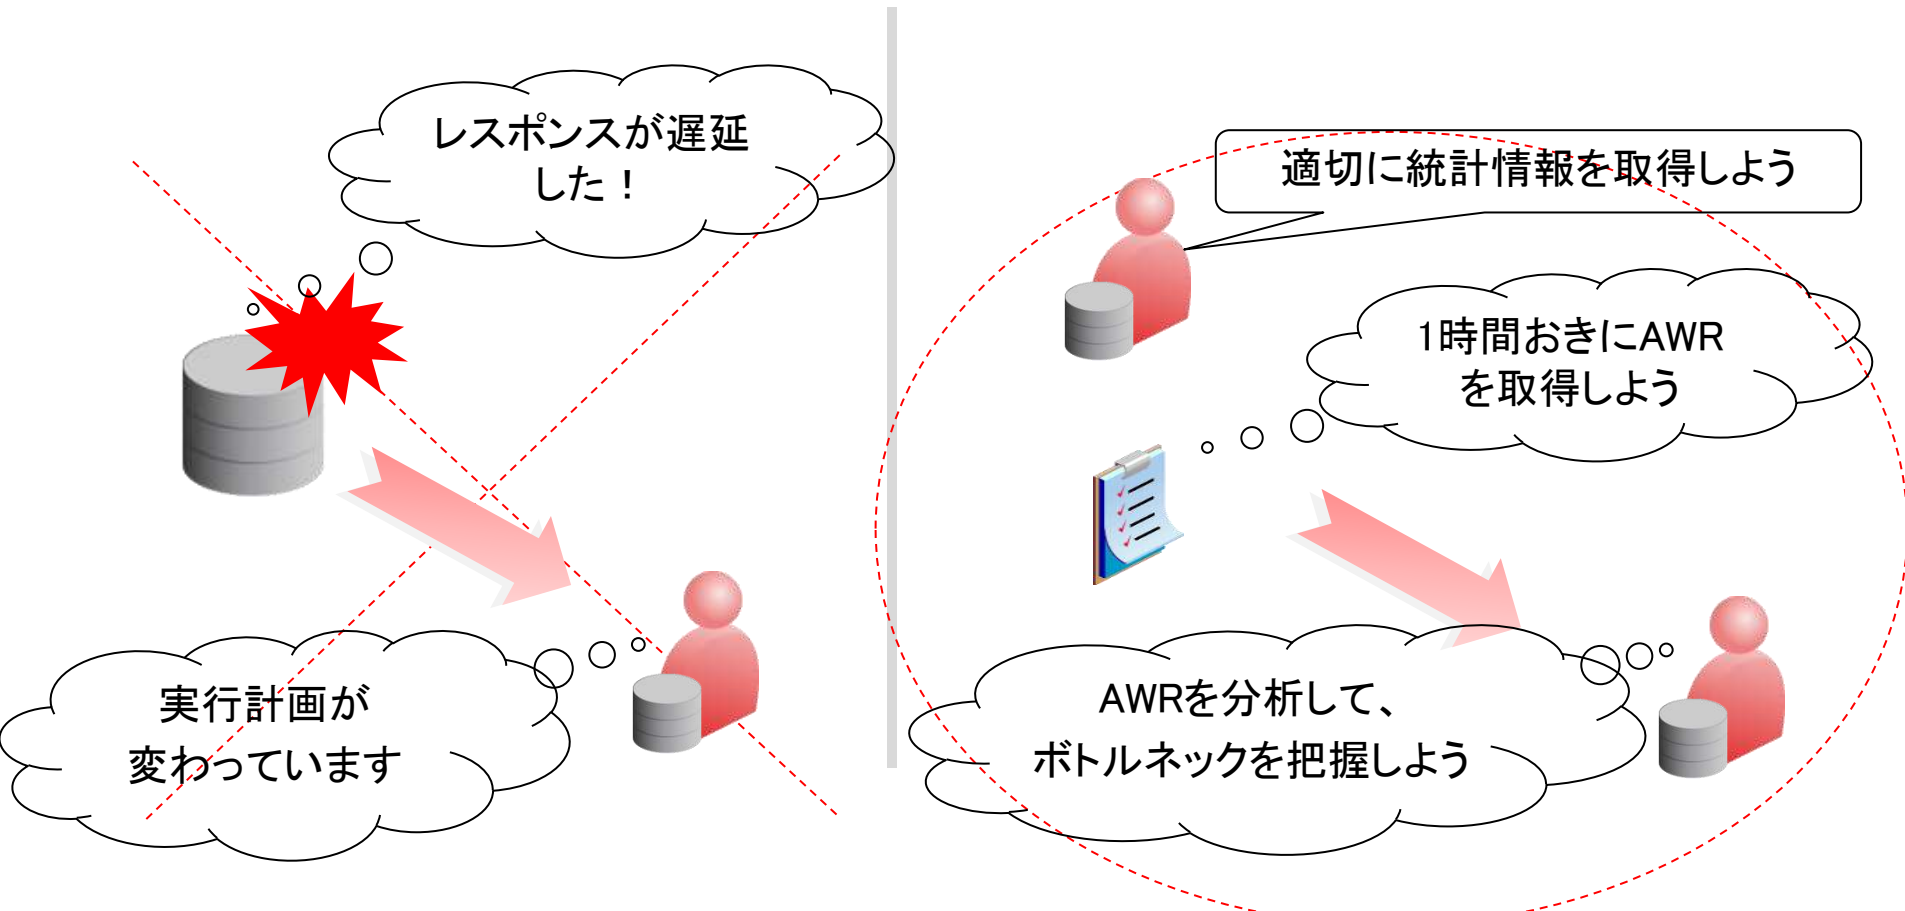 レスポンスが遅延
した！
実行計画が
変わっています
適切に統計情報を取得しよう
1時間おきにAWR
を取得しよう
AWRを分析して、
ボトルネックを把握しよう